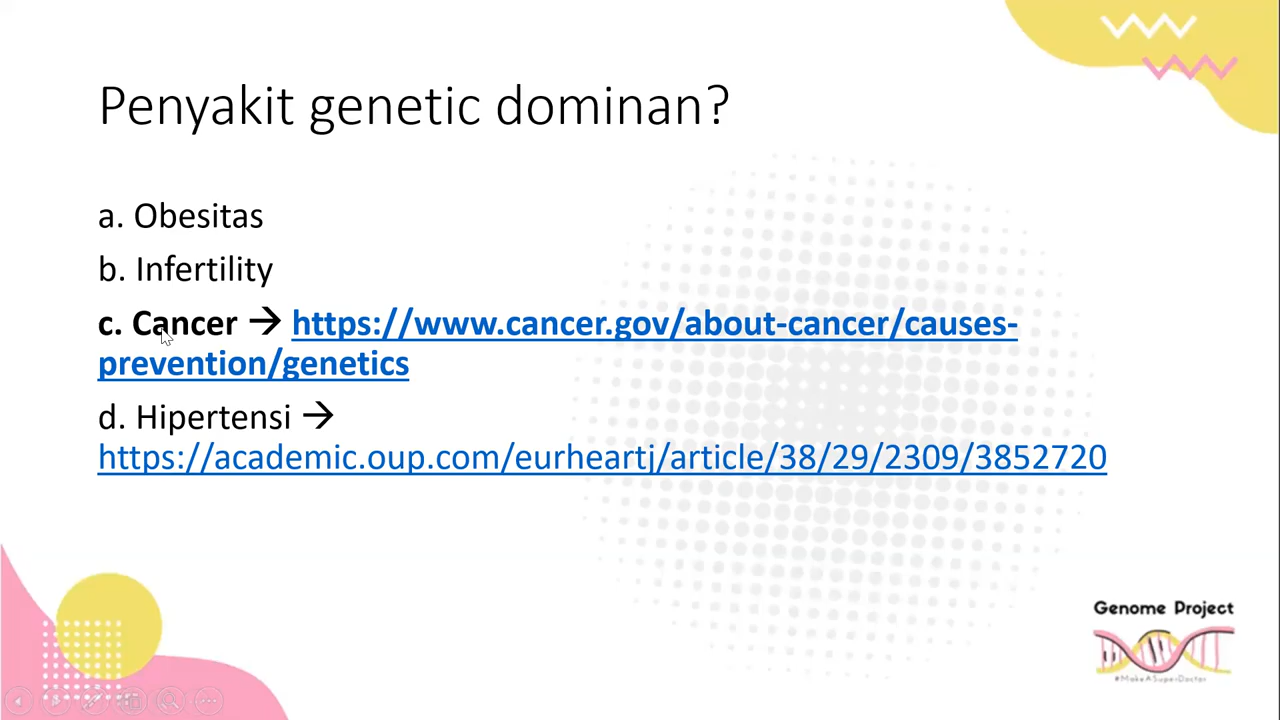 Penyakit genetic dominan?
a. Obesitas
b. Infertility
c. Cancer → https://www.cancer.gov/about-cancer/causes-
prevention/genetics
d. Hipertensi →
https://academic.oup.com/eurheartj/article/38/29/2309/3852720
Genome Project
#MakeASuperDoctor